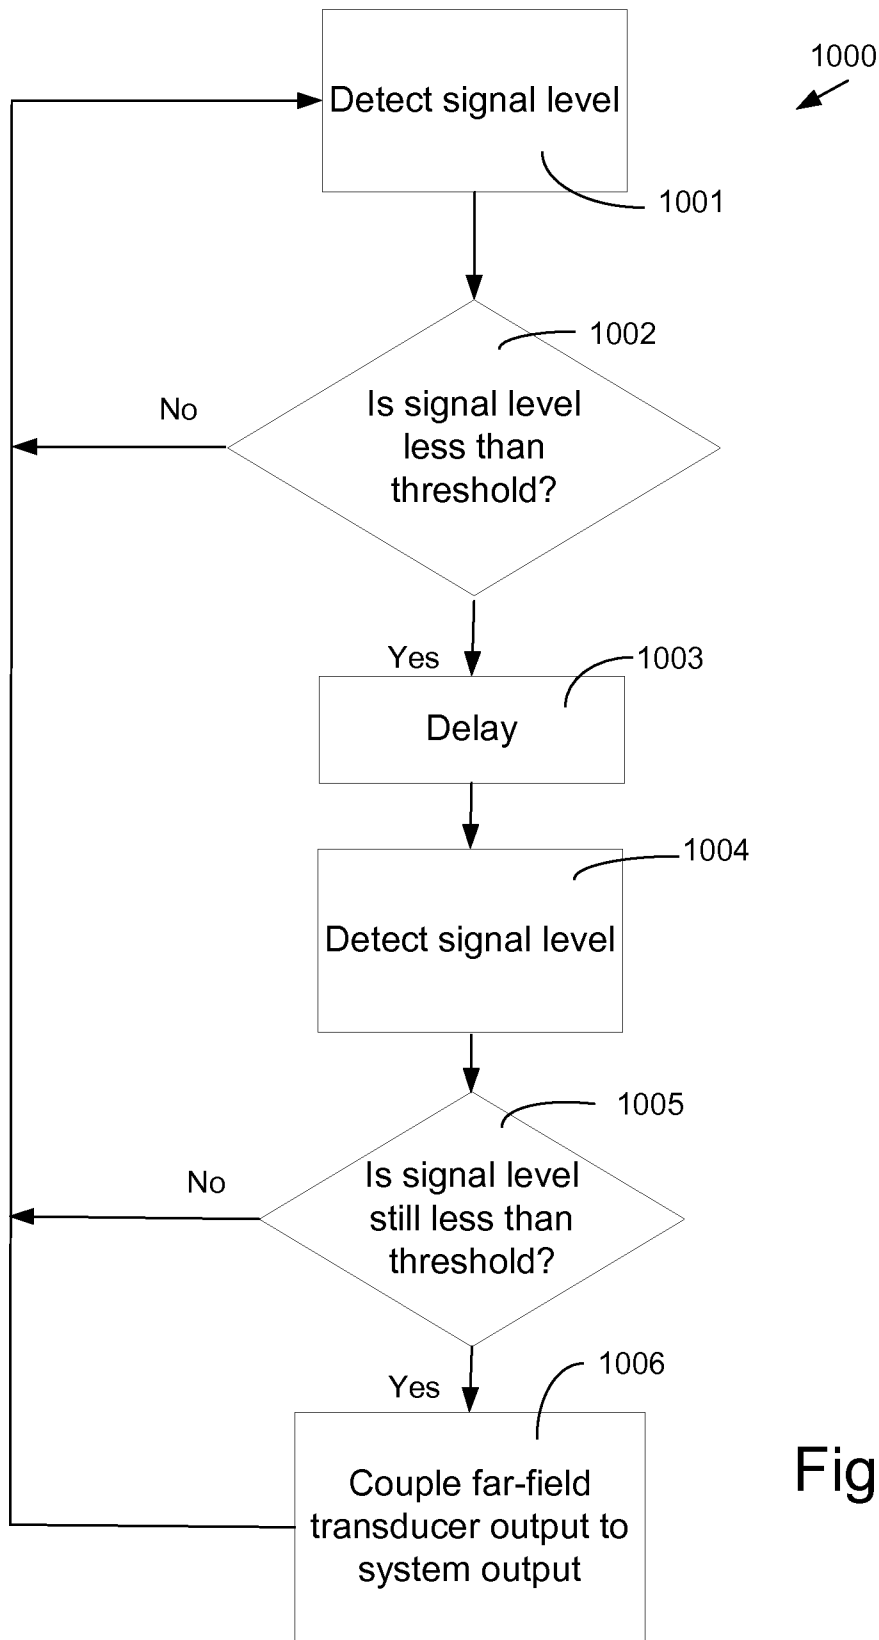 1000
Detect signal level
1001
1002
Is signal level
less than
threshold?
No
Yes
1003
Delay
1004
Detect signal level
1005
Is signal level
still less than
threshold?
No
Yes
1006
Couple far-field
transducer output to
system output
Fig